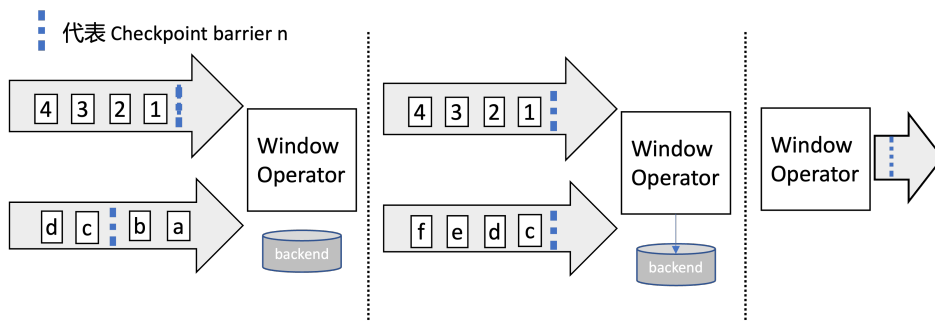 代表 Checkpoint barrier n
4 3 2 1
Window
Operator
d c b a
backend
4 3 2 1
Window
Operator
f e d c
backend
Window
Operator